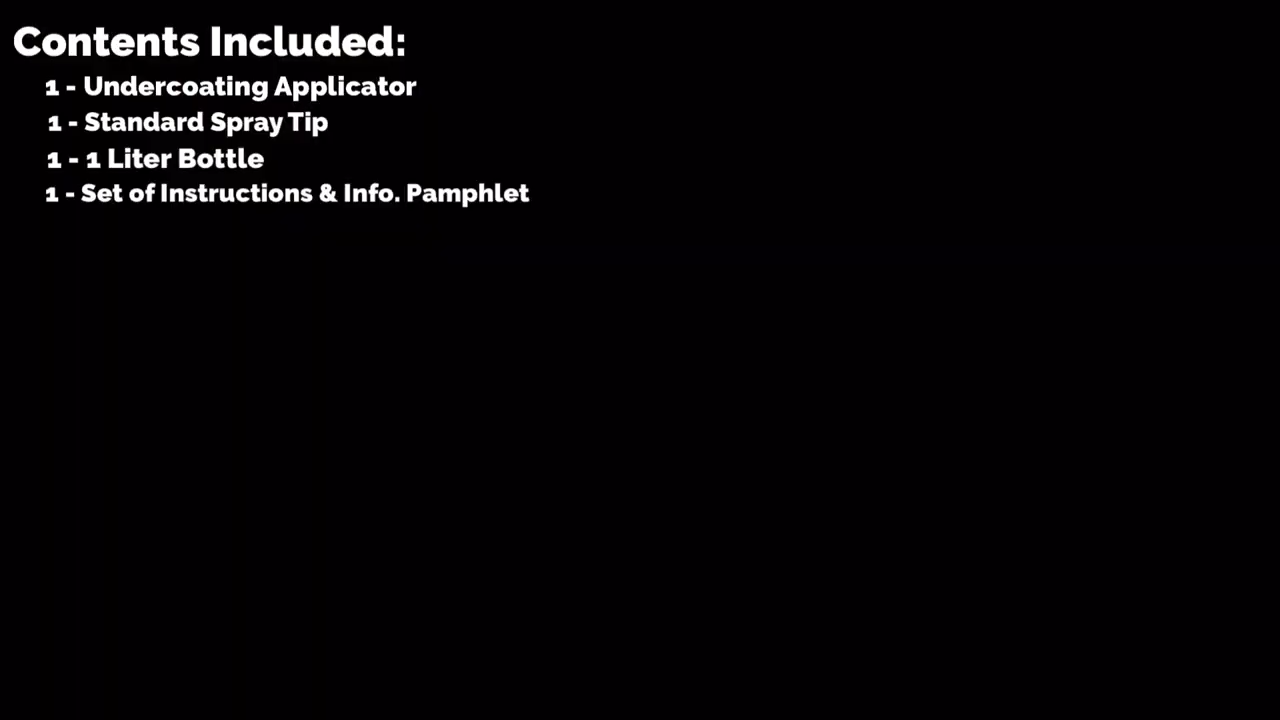 Contents Included:
1 - Undercoating Applicator
1 - Standard Spray Tip
1 - 1 Liter Bottle
1 - Set of Instructions & Info. Pamphlet